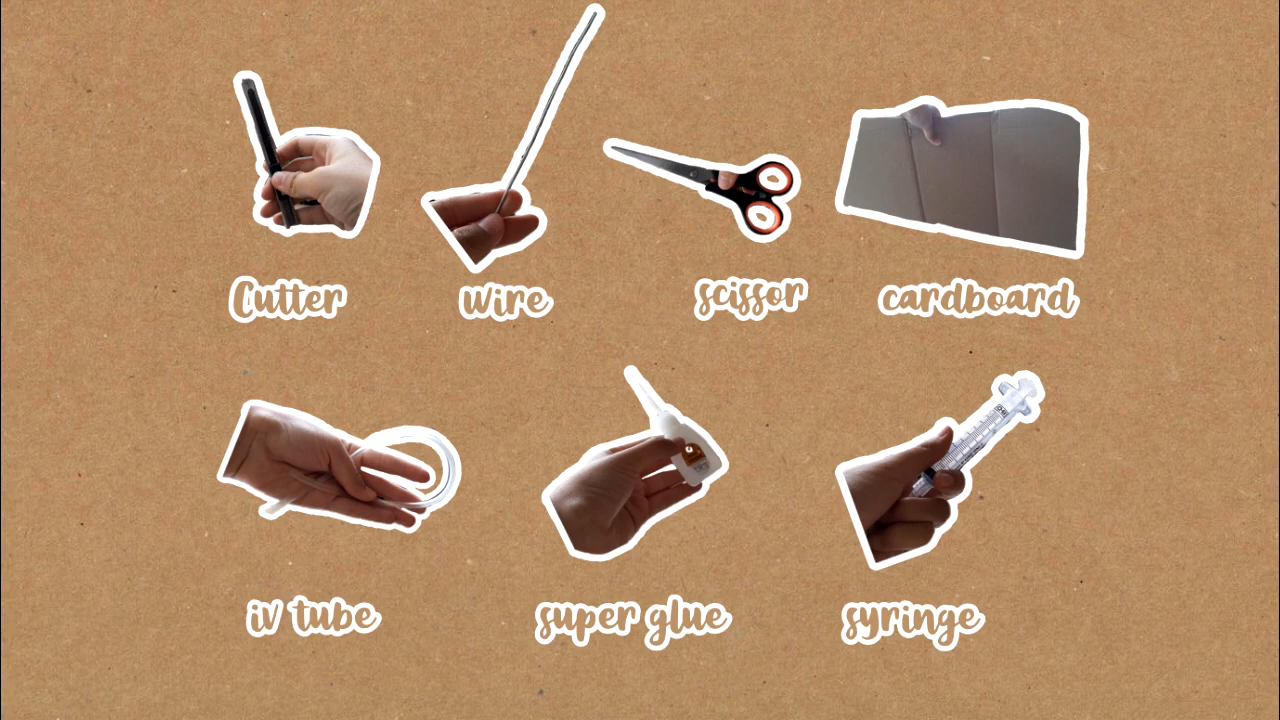 Cutter
wire
scissor
cardboard
iv tube
super glue
syringe